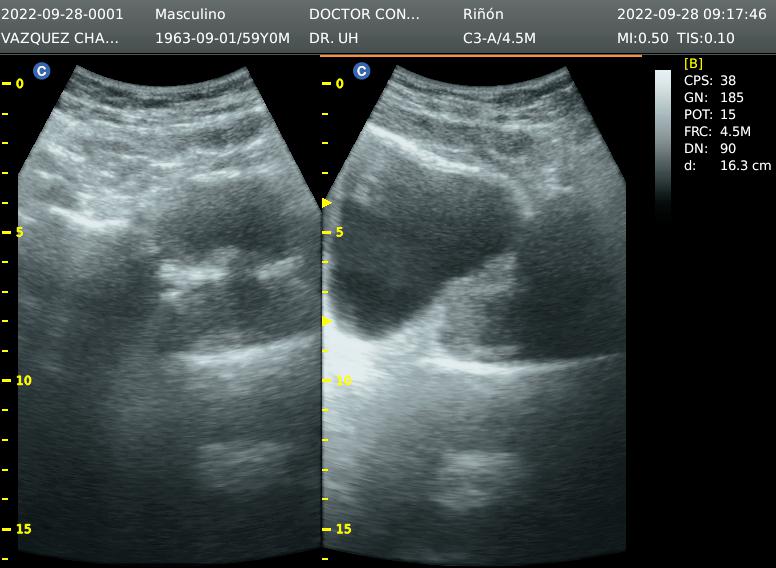 2022-09-28-0001 Masculino DOCTOR CON... Riñón 2022-09-28 09:17:46
VAZQUEZ CHA... 1963-09-01/59Y0M DR. UH C3-A/4.5M MI:0.50 TIS:0.10
[B]
CPS: 38
GN: 185
POT: 15
FRC: 4.5M
DN: 90
d: 16.3 cm
C C
0 0
5 5
10 10
15 15